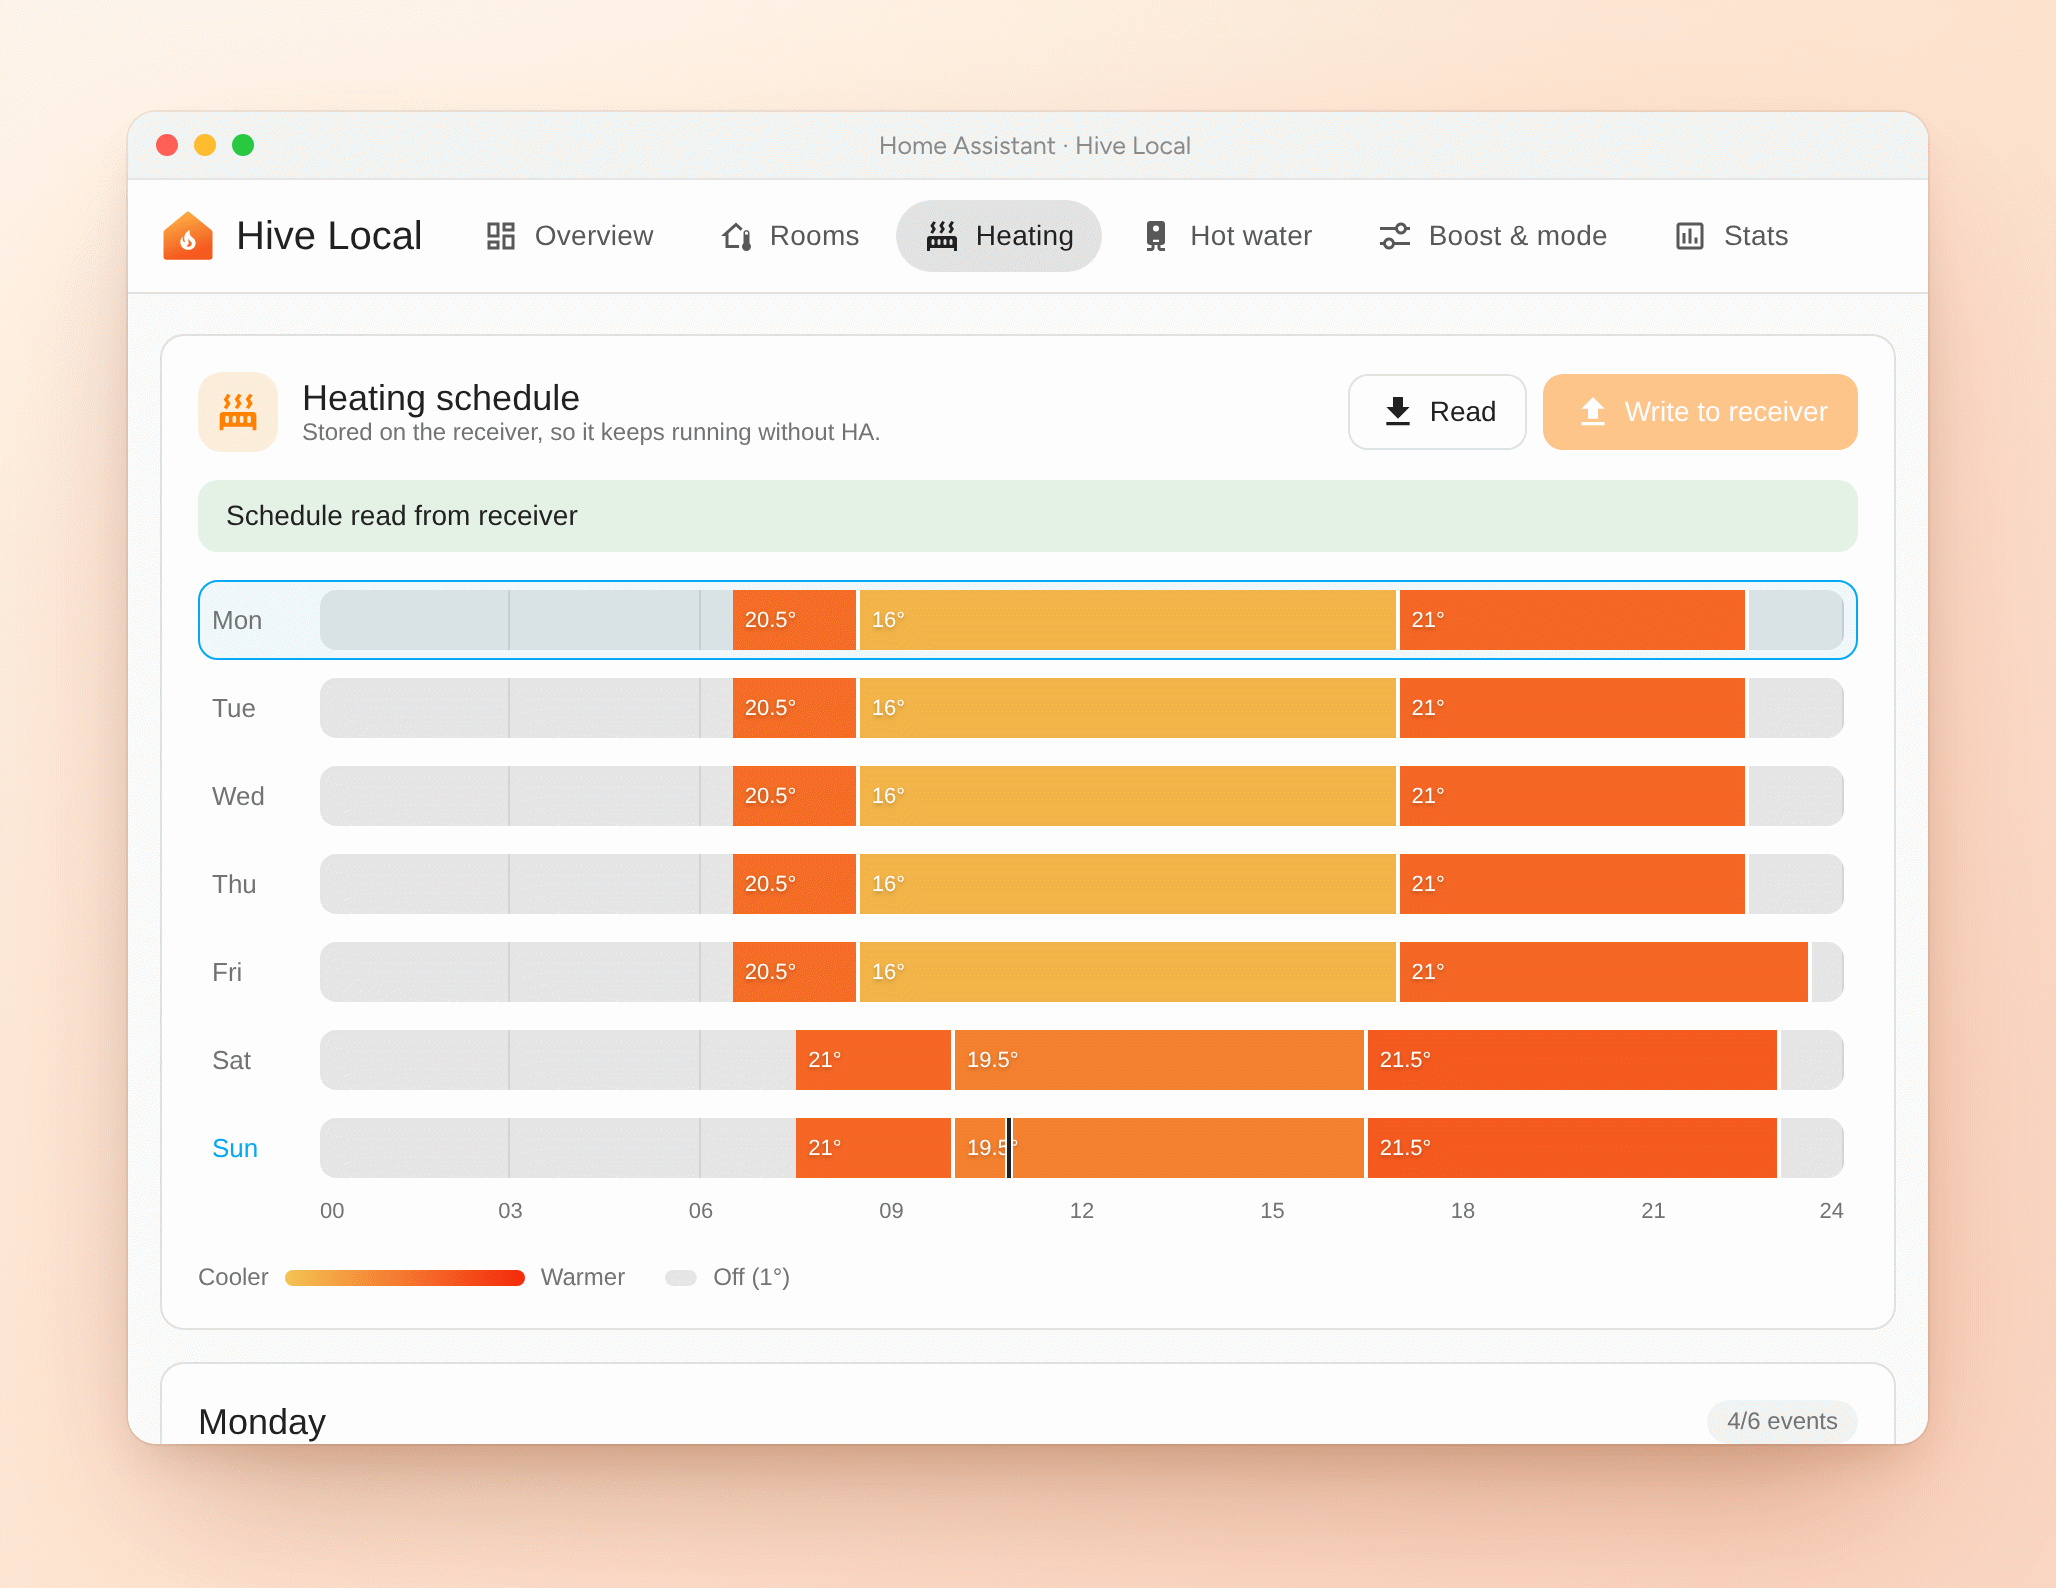 Home Assistant · Hive Local
Hive Local Overview Rooms Heating Hot water Boost & mode Stats
Heating schedule
Stored on the receiver, so it keeps running without HA.
Read Write to receiver
Schedule read from receiver
Mon 20.5° 16° 21°
Tue 20.5° 16° 21°
Wed 20.5° 16° 21°
Thu 20.5° 16° 21°
Fri 20.5° 16° 21°
Sat 21° 19.5° 21.5°
Sun 21° 19.5° 21.5°
00 03 06 09 12 15 18 21 24
Cooler Warmer Off (1°)
Monday 4/6 events